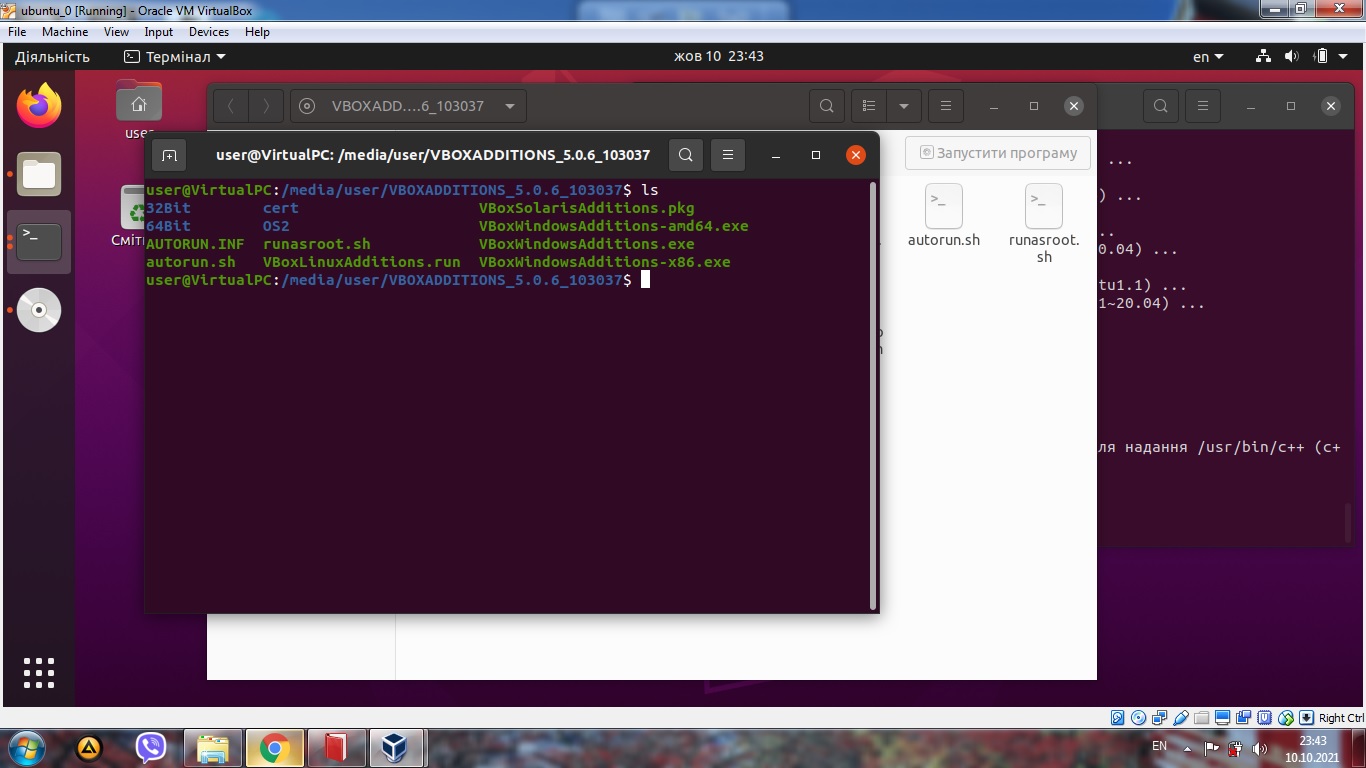 ubuntu_0 [Running] - Oracle VM VirtualBox
File Machine View Input Devices Help
Діяльність Термінал жов 10 23:43 en
VBOXADD....6_103037
user
user@VirtualPC: /media/user/VBOXADDITIONS_5.0.6_103037
Запустити програму
user@VirtualPC:/media/user/VBOXADDITIONS_5.0.6_103037$ ls
32Bit cert VBoxSolarisAdditions.pkg
64Bit OS2 VBoxWindowsAdditions-amd64.exe
AUTORUN.INF runasroot.sh VBoxWindowsAdditions.exe
autorun.sh VBoxLinuxAdditions.run VBoxWindowsAdditions-x86.exe
user@VirtualPC:/media/user/VBOXADDITIONS_5.0.6_103037$
autorun.sh
runasroot.
sh
...
) ...
..
0.04) ...
tu1.1) ...
1~20.04) ...
ля надання /usr/bin/c++ (c+
Right Ctrl
EN
23:43
10.10.2021